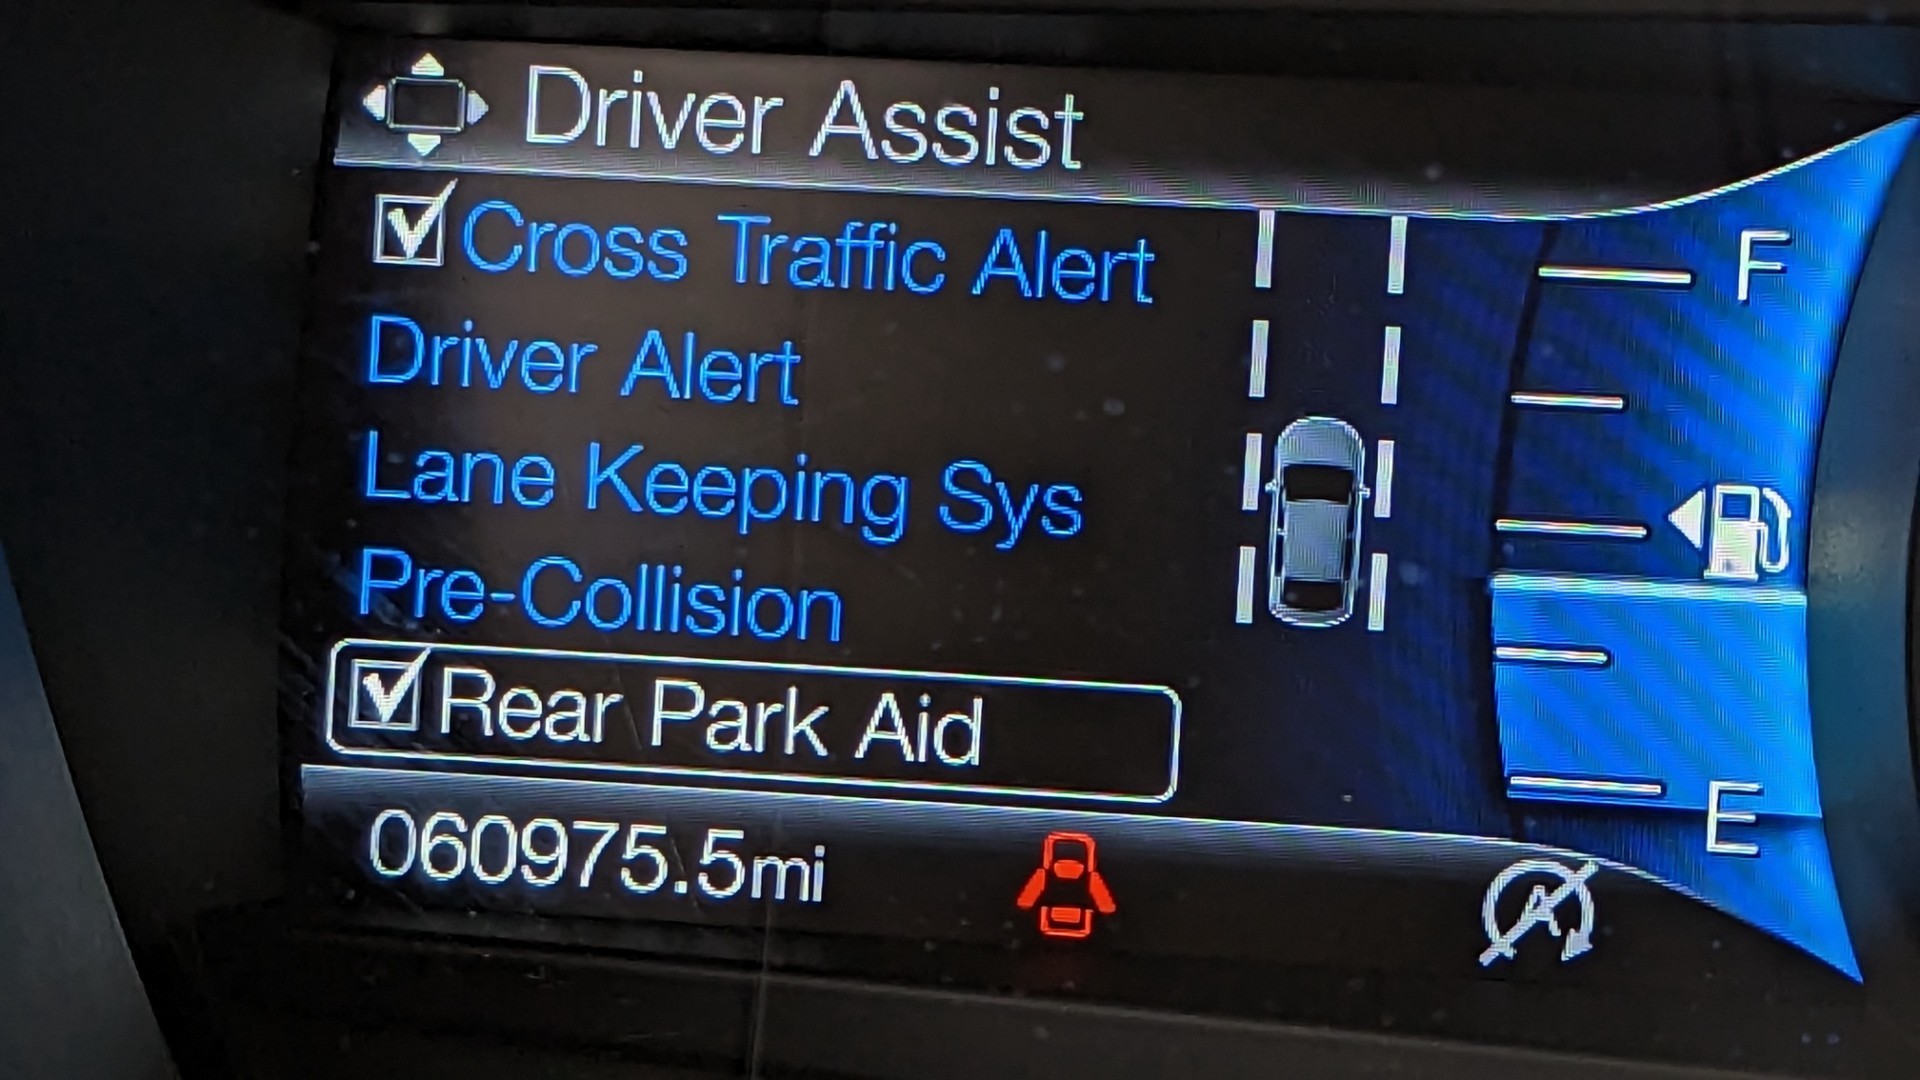 Driver Assist
Cross Traffic Alert
Driver Alert
Lane Keeping Sys
Pre-Collision
Rear Park Aid
060975.5mi
F
E
A